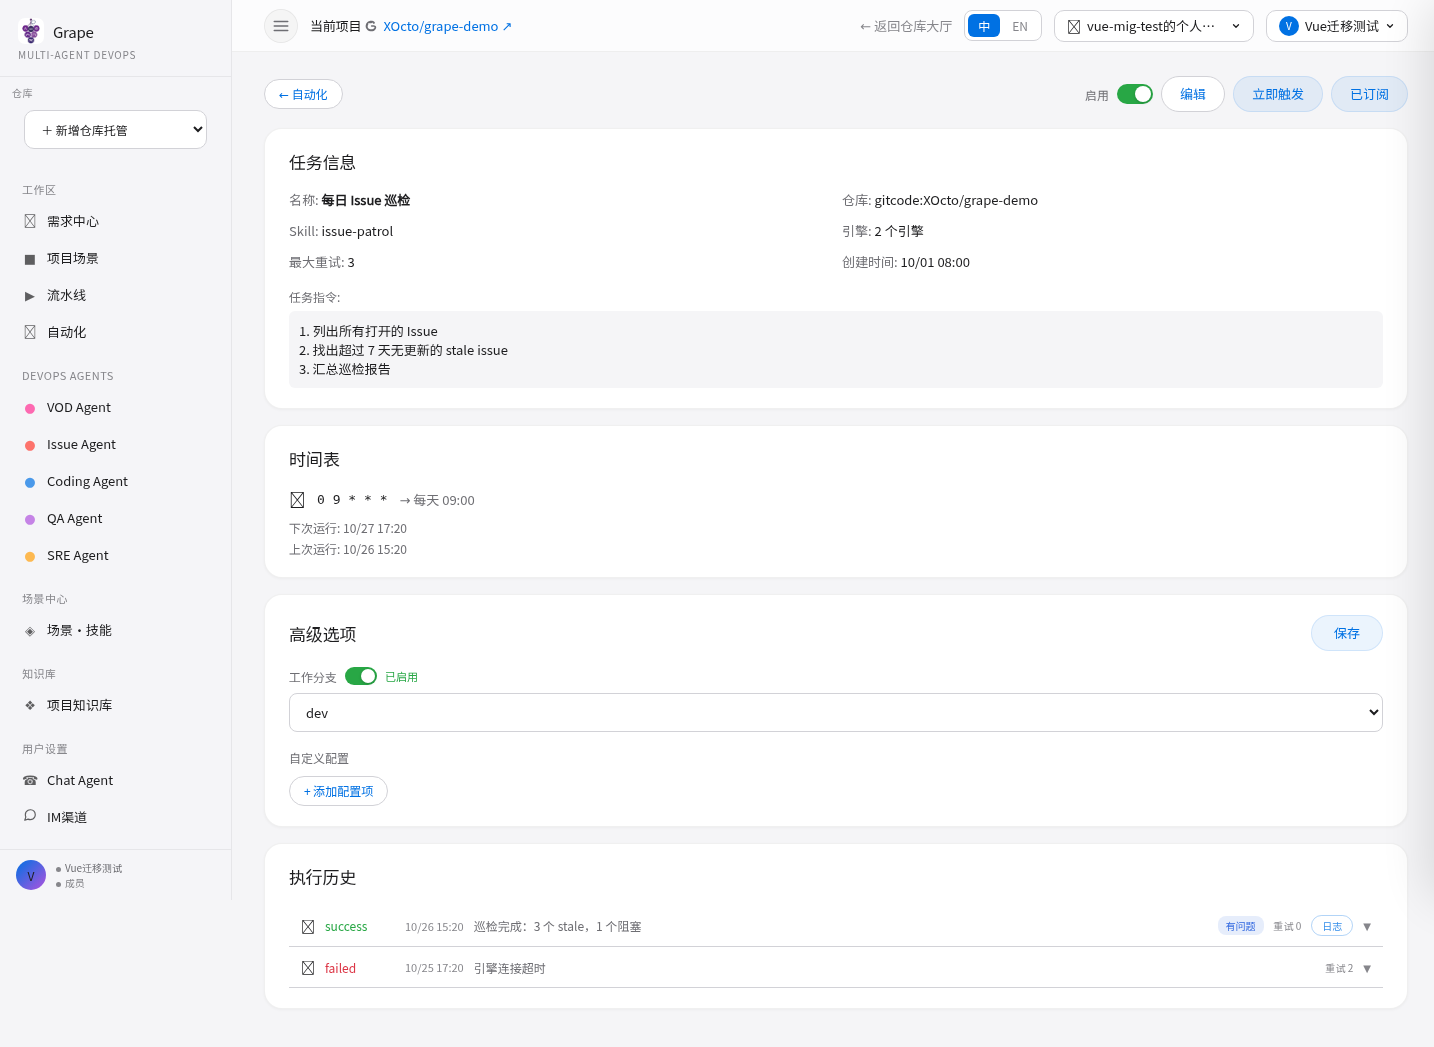 Grape
MULTI-AGENT DEVOPS
仓库
＋ 新增仓库托管
工作区
需求中心
项目场景
流水线
自动化
DEVOPS AGENTS
VOD Agent
Issue Agent
Coding Agent
QA Agent
SRE Agent
场景中心
场景・技能
知识库
项目知识库
用户设置
Chat Agent
IM渠道
V
Vue迁移测试
成员
当前项目 XOcto/grape-demo ↗
← 返回仓库大厅
中 EN
vue-mig-test的个人…
V Vue迁移测试
← 自动化
启用
编辑
立即触发
已订阅
任务信息
名称: 每日 Issue 巡检
仓库: gitcode:XOcto/grape-demo
Skill: issue-patrol
引擎: 2 个引擎
最大重试: 3
创建时间: 10/01 08:00
任务指令:
1. 列出所有打开的 Issue
2. 找出超过 7 天无更新的 stale issue
3. 汇总巡检报告
时间表
0 9 * * * → 每天 09:00
下次运行: 10/27 17:20
上次运行: 10/26 15:20
高级选项
保存
工作分支 已启用
dev
自定义配置
+ 添加配置项
执行历史
success 10/26 15:20 巡检完成：3 个 stale，1 个阻塞 有问题 重试 0 日志 ▼
failed 10/25 17:20 引擎连接超时 重试 2 ▼